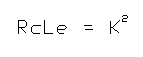 RcLe = K²